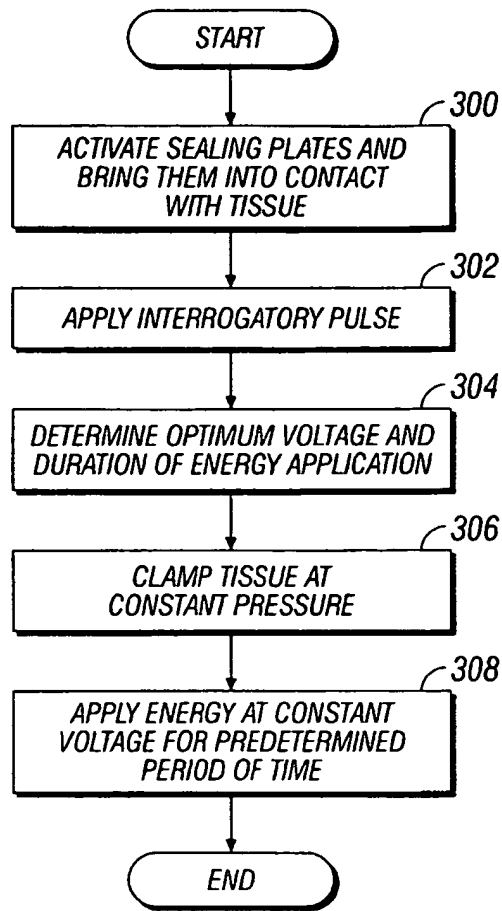 START
300
ACTIVATE SEALING PLATES AND
BRING THEM INTO CONTACT
WITH TISSUE
302
APPLY INTERROGATORY PULSE
304
DETERMINE OPTIMUM VOLTAGE AND
DURATION OF ENERGY APPLICATION
306
CLAMP TISSUE AT
CONSTANT PRESSURE
308
APPLY ENERGY AT CONSTANT
VOLTAGE FOR PREDETERMINED
PERIOD OF TIME
END